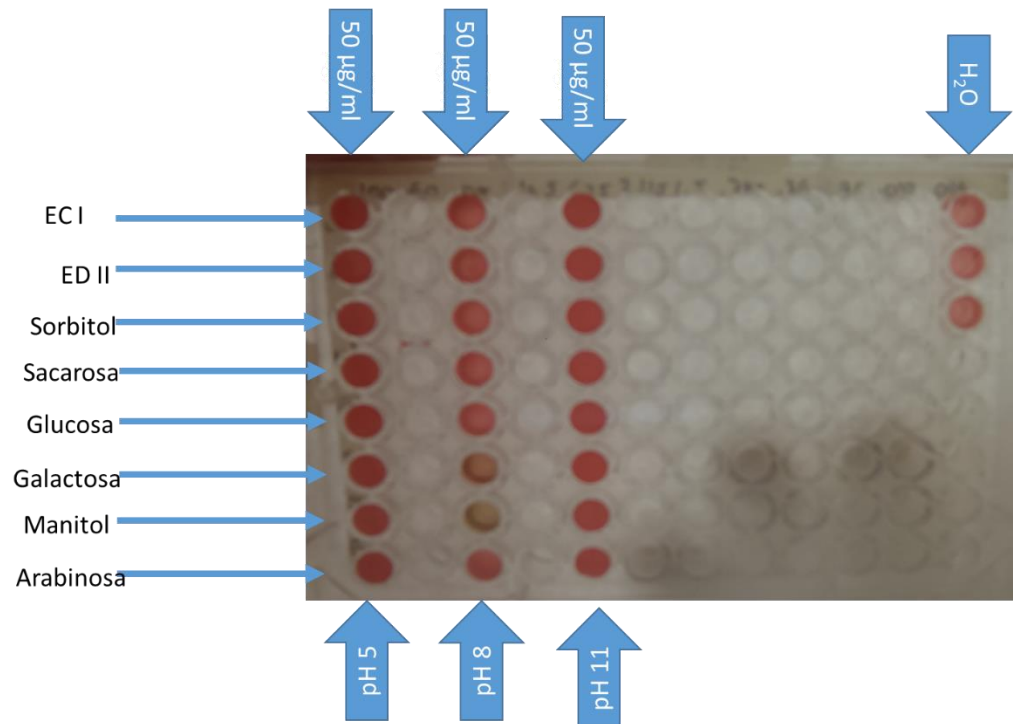 50 µg/ml
50 µg/ml
50 µg/ml
H₂O
EC I
ED II
Sorbitol
Sacarosa
Glucosa
Galactosa
Manitol
Arabinosa
pH 5
pH 8
pH 11